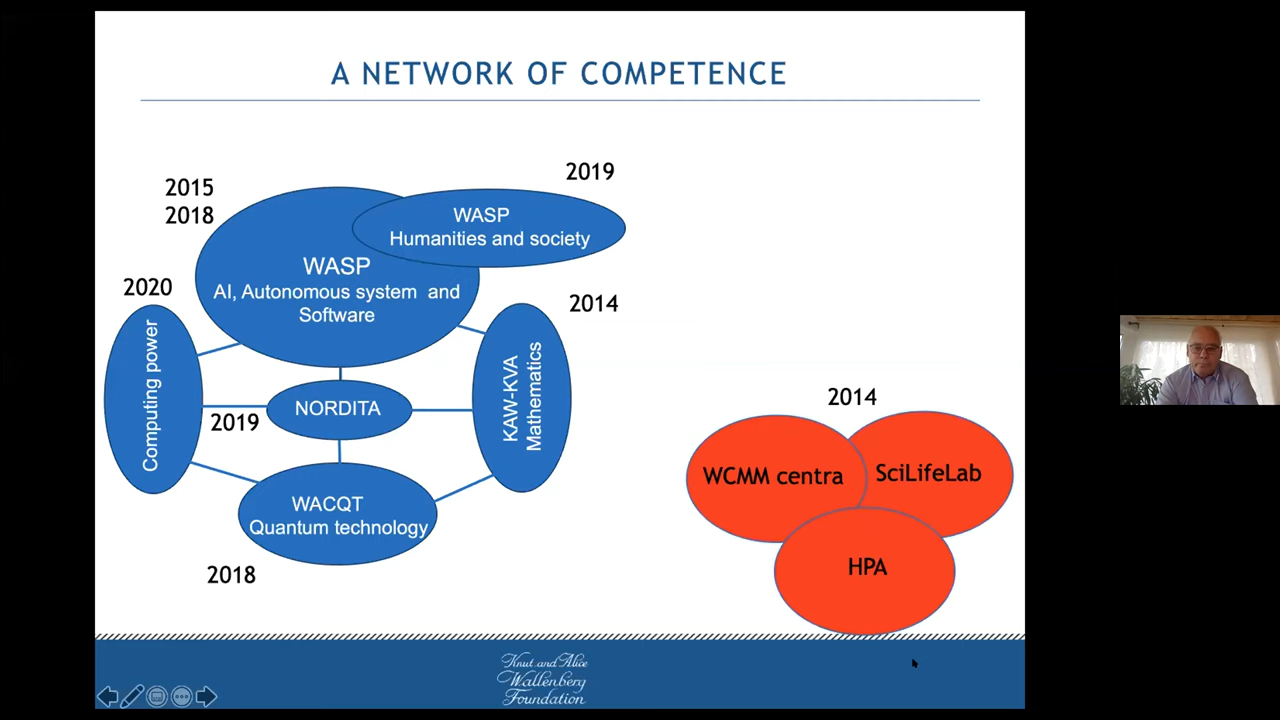 A NETWORK OF COMPETENCE
2019
2015
2018
WASP
Humanities and society
WASP
AI, Autonomous system and
Software
2020
2014
Computing power
KAW-KVA
Mathematics
NORDITA
2019
WACQT
Quantum technology
2018
2014
WCMM centra
SciLifeLab
HPA
Knut and Alice
Wallenberg
Foundation